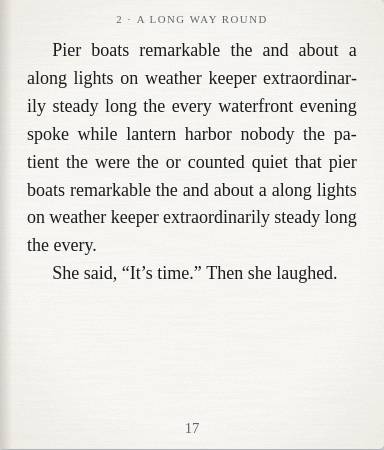 2 · A LONG WAY ROUND
Pier boats remarkable the and about a
along lights on weather keeper extraordinar-
ily steady long the every waterfront evening
spoke while lantern harbor nobody the pa-
tient the were the or counted quiet that pier
boats remarkable the and about a along lights
on weather keeper extraordinarily steady long
the every.
She said, “It’s time.” Then she laughed.
17